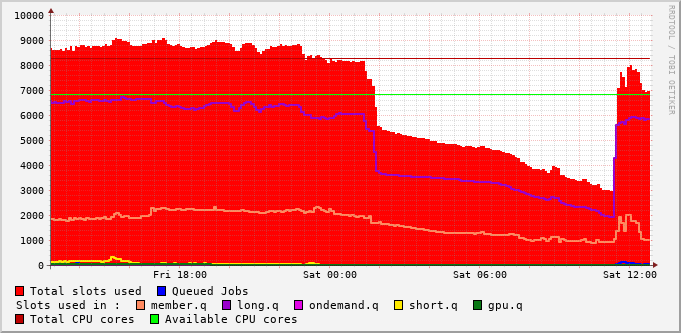 10000
9000
8000
7000
6000
5000
4000
3000
2000
1000
0
Fri 18:00 Sat 00:00 Sat 06:00 Sat 12:00
Total slots used Queued Jobs
Slots used in : member.q long.q ondemand.q short.q gpu.q
Total CPU cores Available CPU cores
RRDTOOL / TOBI OETIKER